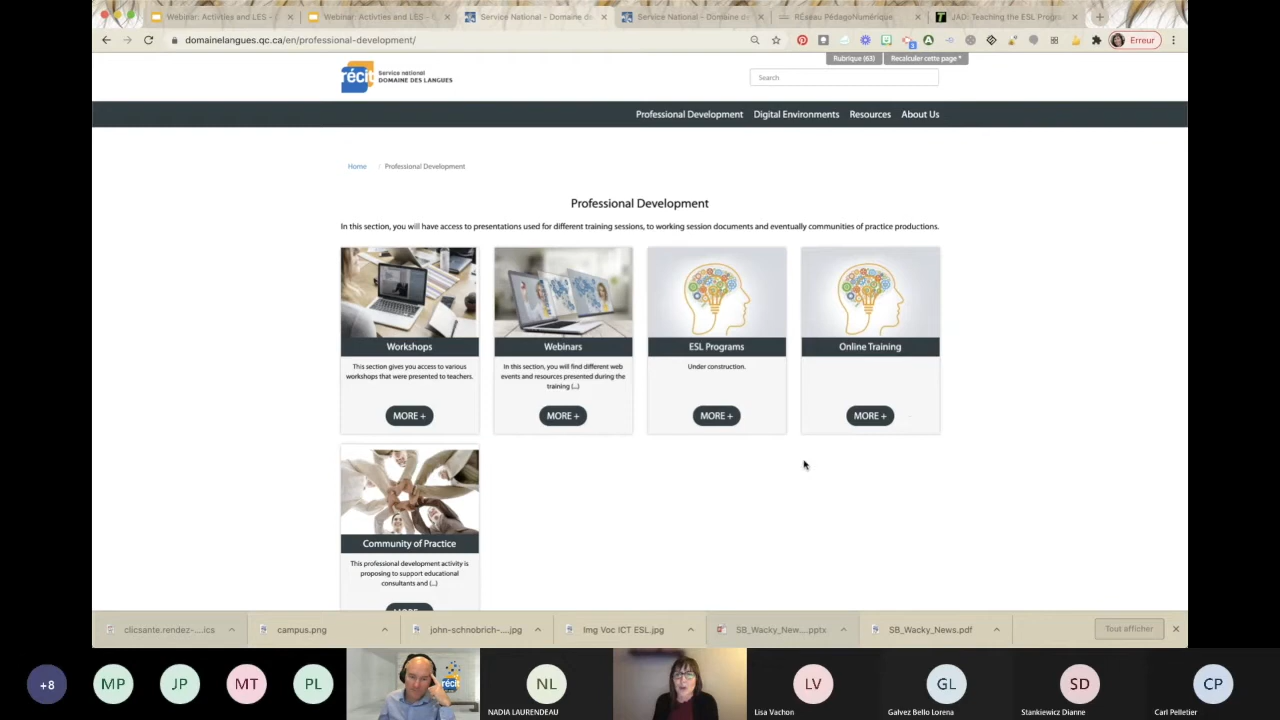 Webinar: Activties and LES - (
Webinar: Activties and LES - (
Service National - Domaine do
Service National - Domaine d
RÉseau PédagoNumérique
JADI: Teaching the ESL Progra
domainelangues.qc.ca/en/professional-development/
Erreur
Rubrique (63)
Recalculer cette page *
récit
Service national
DOMAINE DES LANGUES
Search
Professional Development
Digital Environments
Resources
About Us
Home / Professional Development
Professional Development
In this section, you will have access to presentations used for different training sessions, to working session documents and eventually communities of practice productions.
Workshops
This section gives you access to various
workshops that were presented to teachers.
MORE +
Webinars
In this section, you will find different web
events and resources presented during the
training (...)
MORE +
ESL Programs
Under construction.
MORE +
Online Training
MORE +
Community of Practice
This professional development activity is
proposing to support educational
consultants and (...)
MORE +
clicsante.rendez-....ics
campus.png
john-schnobrich-....jpg
Img Voc ICT ESL.jpg
SB_Wacky_New....pptx
SB_Wacky_News.pdf
Tout afficher
+8
MP
JP
MT
PL
récit
NL
NADIA LAURENDEAU
LV
Lisa Vachon
GL
Galvez Bello Lorena
SD
Stankiewicz Dianne
CP
Carl Pelletier